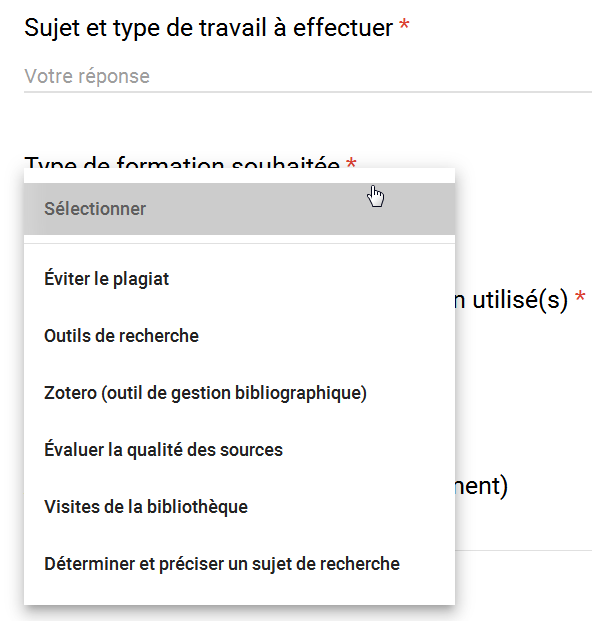 Sujet et type de travail à effectuer *
Votre réponse
Type de formation souhaitée *
Sélectionner
Éviter le plagiat
n utilisé(s) *
Outils de recherche
Zotero (outil de gestion bibliographique)
Évaluer la qualité des sources
nent)
Visites de la bibliothèque
Déterminer et préciser un sujet de recherche